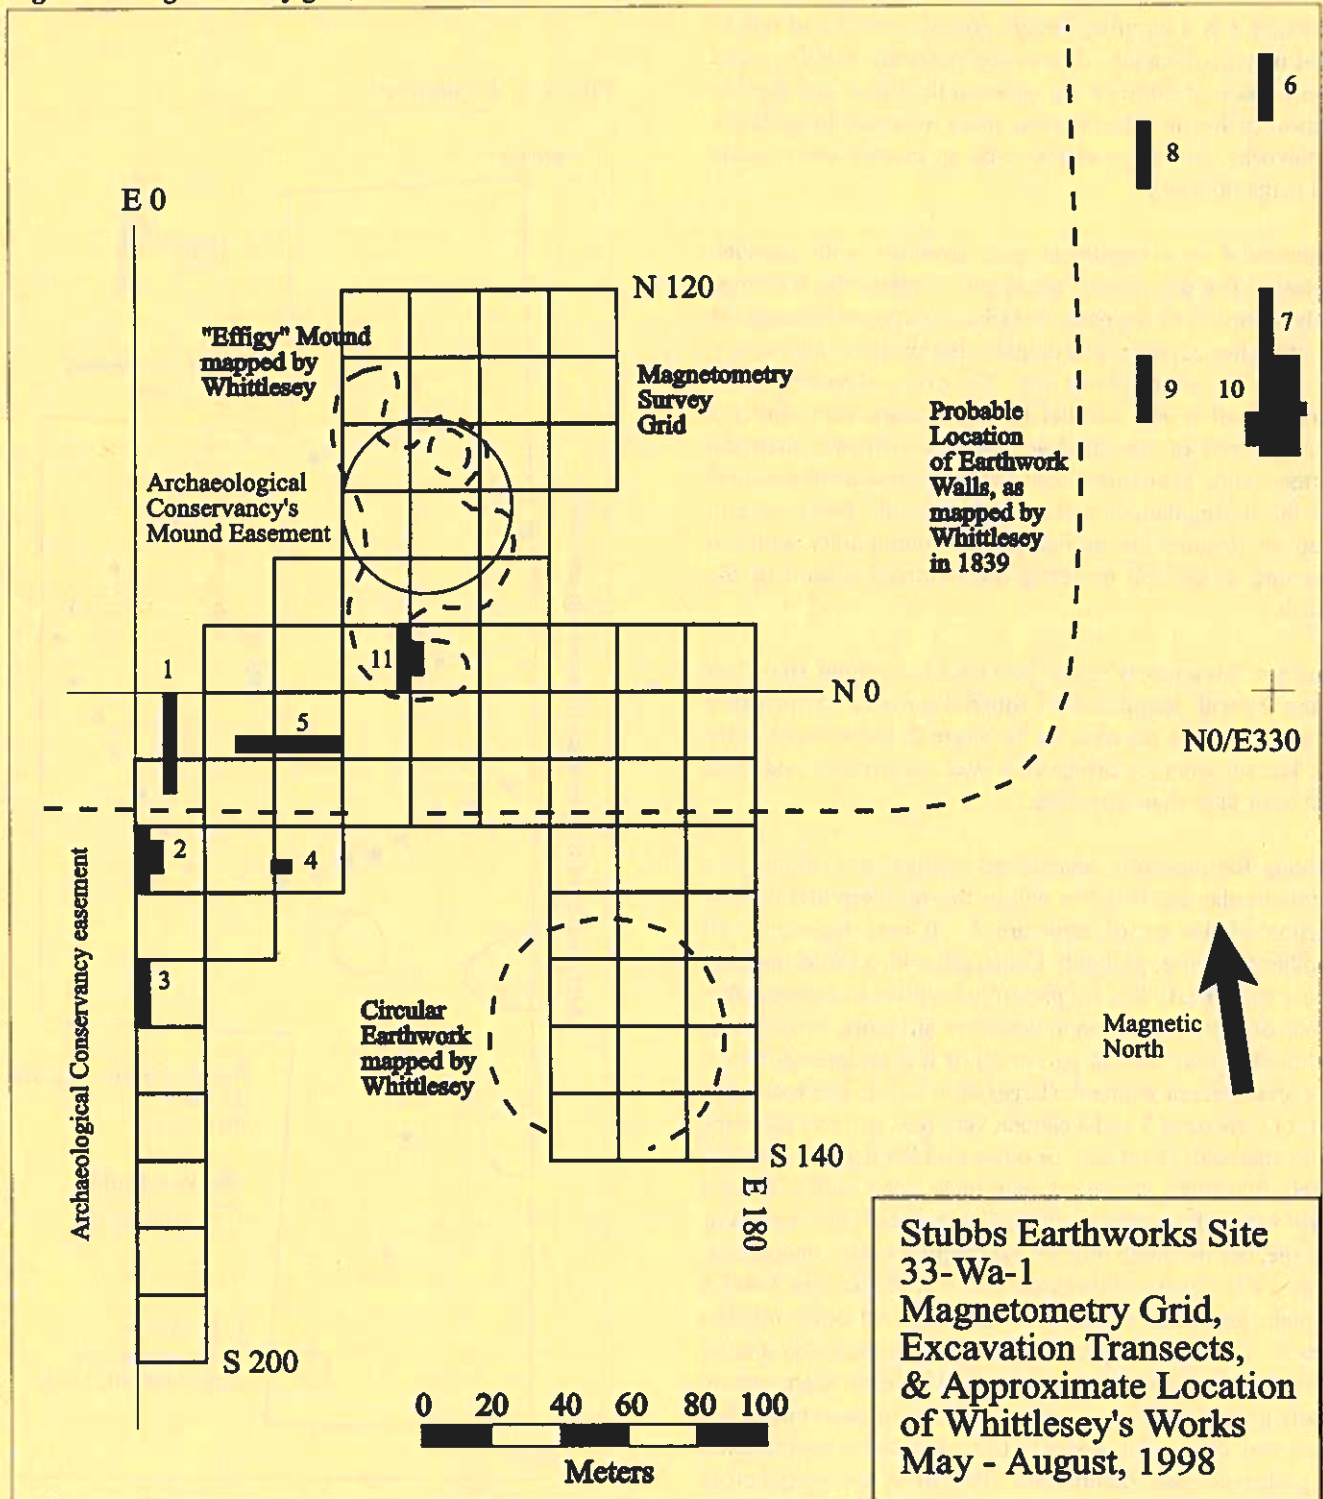 E 0
6
8
N 120
"Effigy" Mound
mapped by
Whittlesey
7
Magnetometry
Survey
Grid
9
10
Probable
Location
of Earthwork
Walls, as
mapped by
Whittlesey
in 1839
Archaeological
Conservancy's
Mound Easement
1
11
N 0
5
N0/E330
2
4
Archaeological Conservancy easement
3
Circular
Earthwork
mapped by
Whittlesey
Magnetic
North
S 140
E 180
Stubbs Earthworks Site
33-Wa-1
Magnetometry Grid,
Excavation Transects,
& Approximate Location
of Whittlesey's Works
May - August, 1998
S 200
0 20 40 60 80 100
Meters